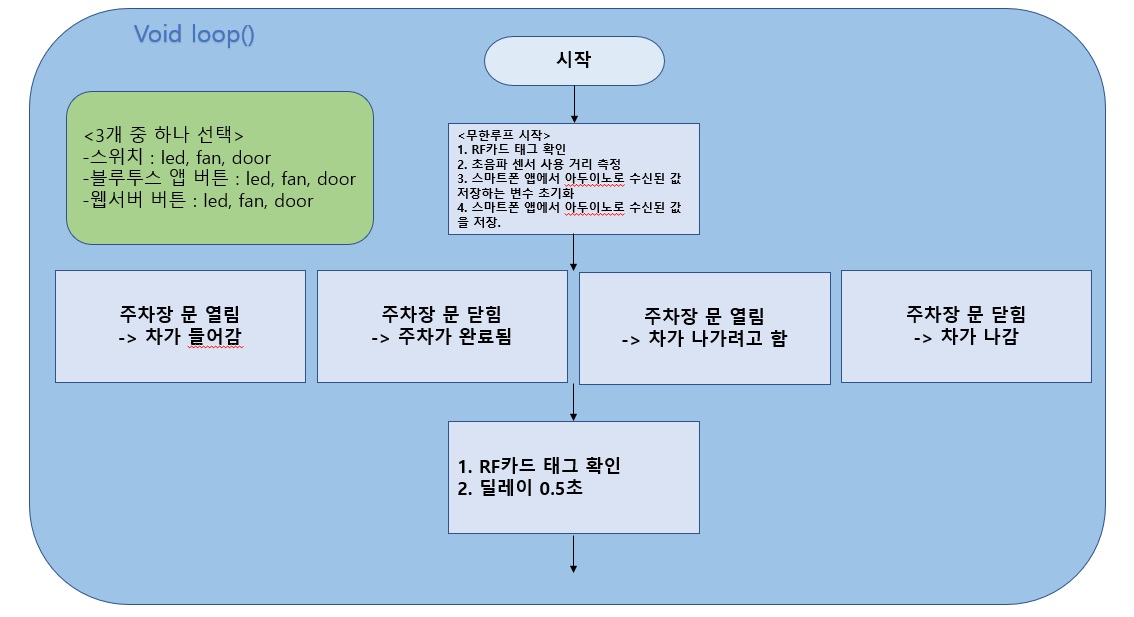 Void loop()
시작
<3개 중 하나 선택>
-스위치 : led, fan, door
-블루투스 앱 버튼 : led, fan, door
-웹서버 버튼 : led, fan, door
<무한루프 시작>
1. RF카드 태그 확인
2. 초음파 센서 사용 거리 측정
3. 스마트폰 앱에서 아두이노로 수신된 값
저장하는 변수 초기화
4. 스마트폰 앱에서 아두이노로 수신된 값
을 저장.
주차장 문 열림
-> 차가 들어감
주차장 문 닫힘
-> 주차가 완료됨
주차장 문 열림
-> 차가 나가려고 함
주차장 문 닫힘
-> 차가 나감
1. RF카드 태그 확인
2. 딜레이 0.5초